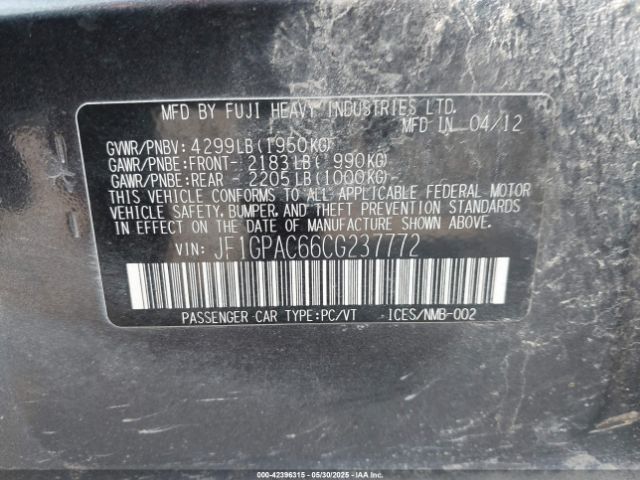 MFD BY FUJI HEAVY INDUSTRIES LTD.
MFD IN 04/12
GVWR/PNBV: 4299LB(1950KG)
GAWR/PNBE:FRONT- 2183LB( 990KG)
GAWR/PNBE:REAR - 2205LB(1000KG)
THIS VEHICLE CONFORMS TO ALL APPLICABLE FEDERAL MOTOR
VEHICLE SAFETY, BUMPER, AND THEFT PREVENTION STANDARDS
IN EFFECT ON THE DATE OF MANUFACTURE SHOWN ABOVE.
VIN: JF1GPAC66CG237772
PASSENGER CAR TYPE:PC/VT ICES/NMB-002
000-42396315 - 05/30/2025 - IAA Inc.